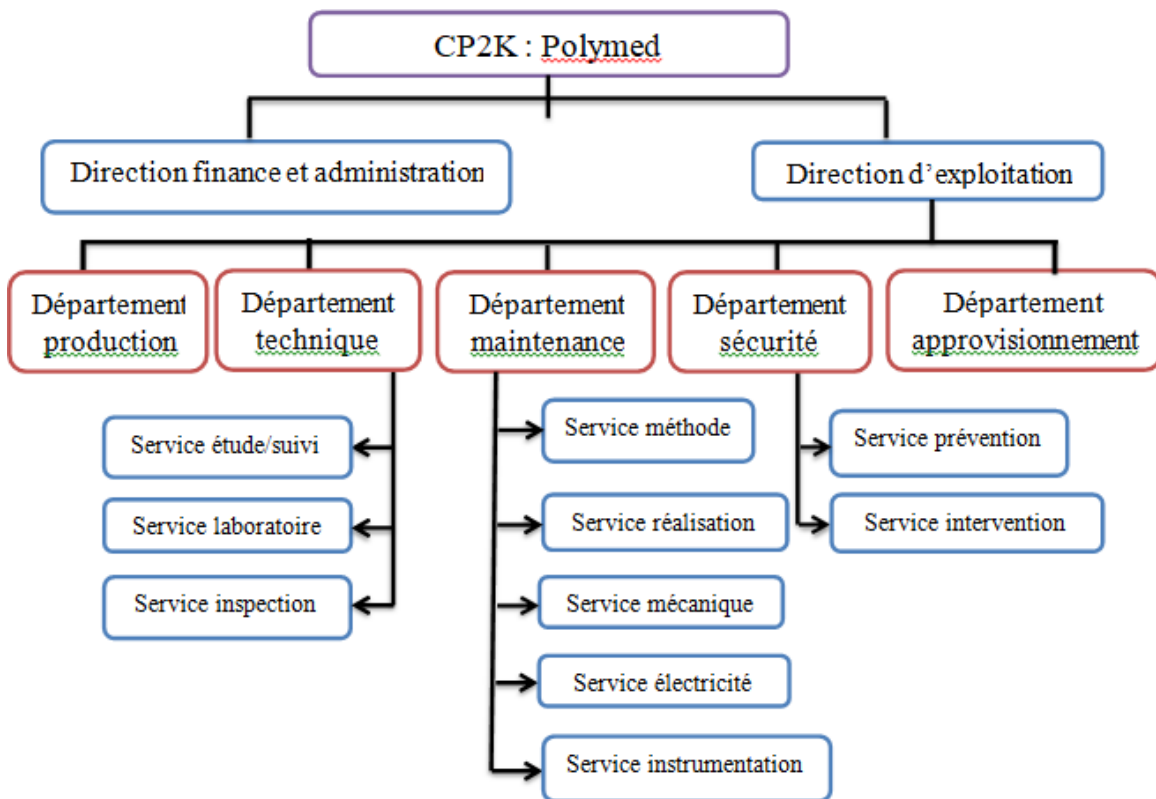 CP2K : Polymed
Direction finance et administration
Direction d’exploitation
Département
production
Département
technique
Département
maintenance
Département
sécurité
Département
approvisionnement
Service étude/suivi
Service laboratoire
Service inspection
Service méthode
Service réalisation
Service mécanique
Service électricité
Service instrumentation
Service prévention
Service intervention